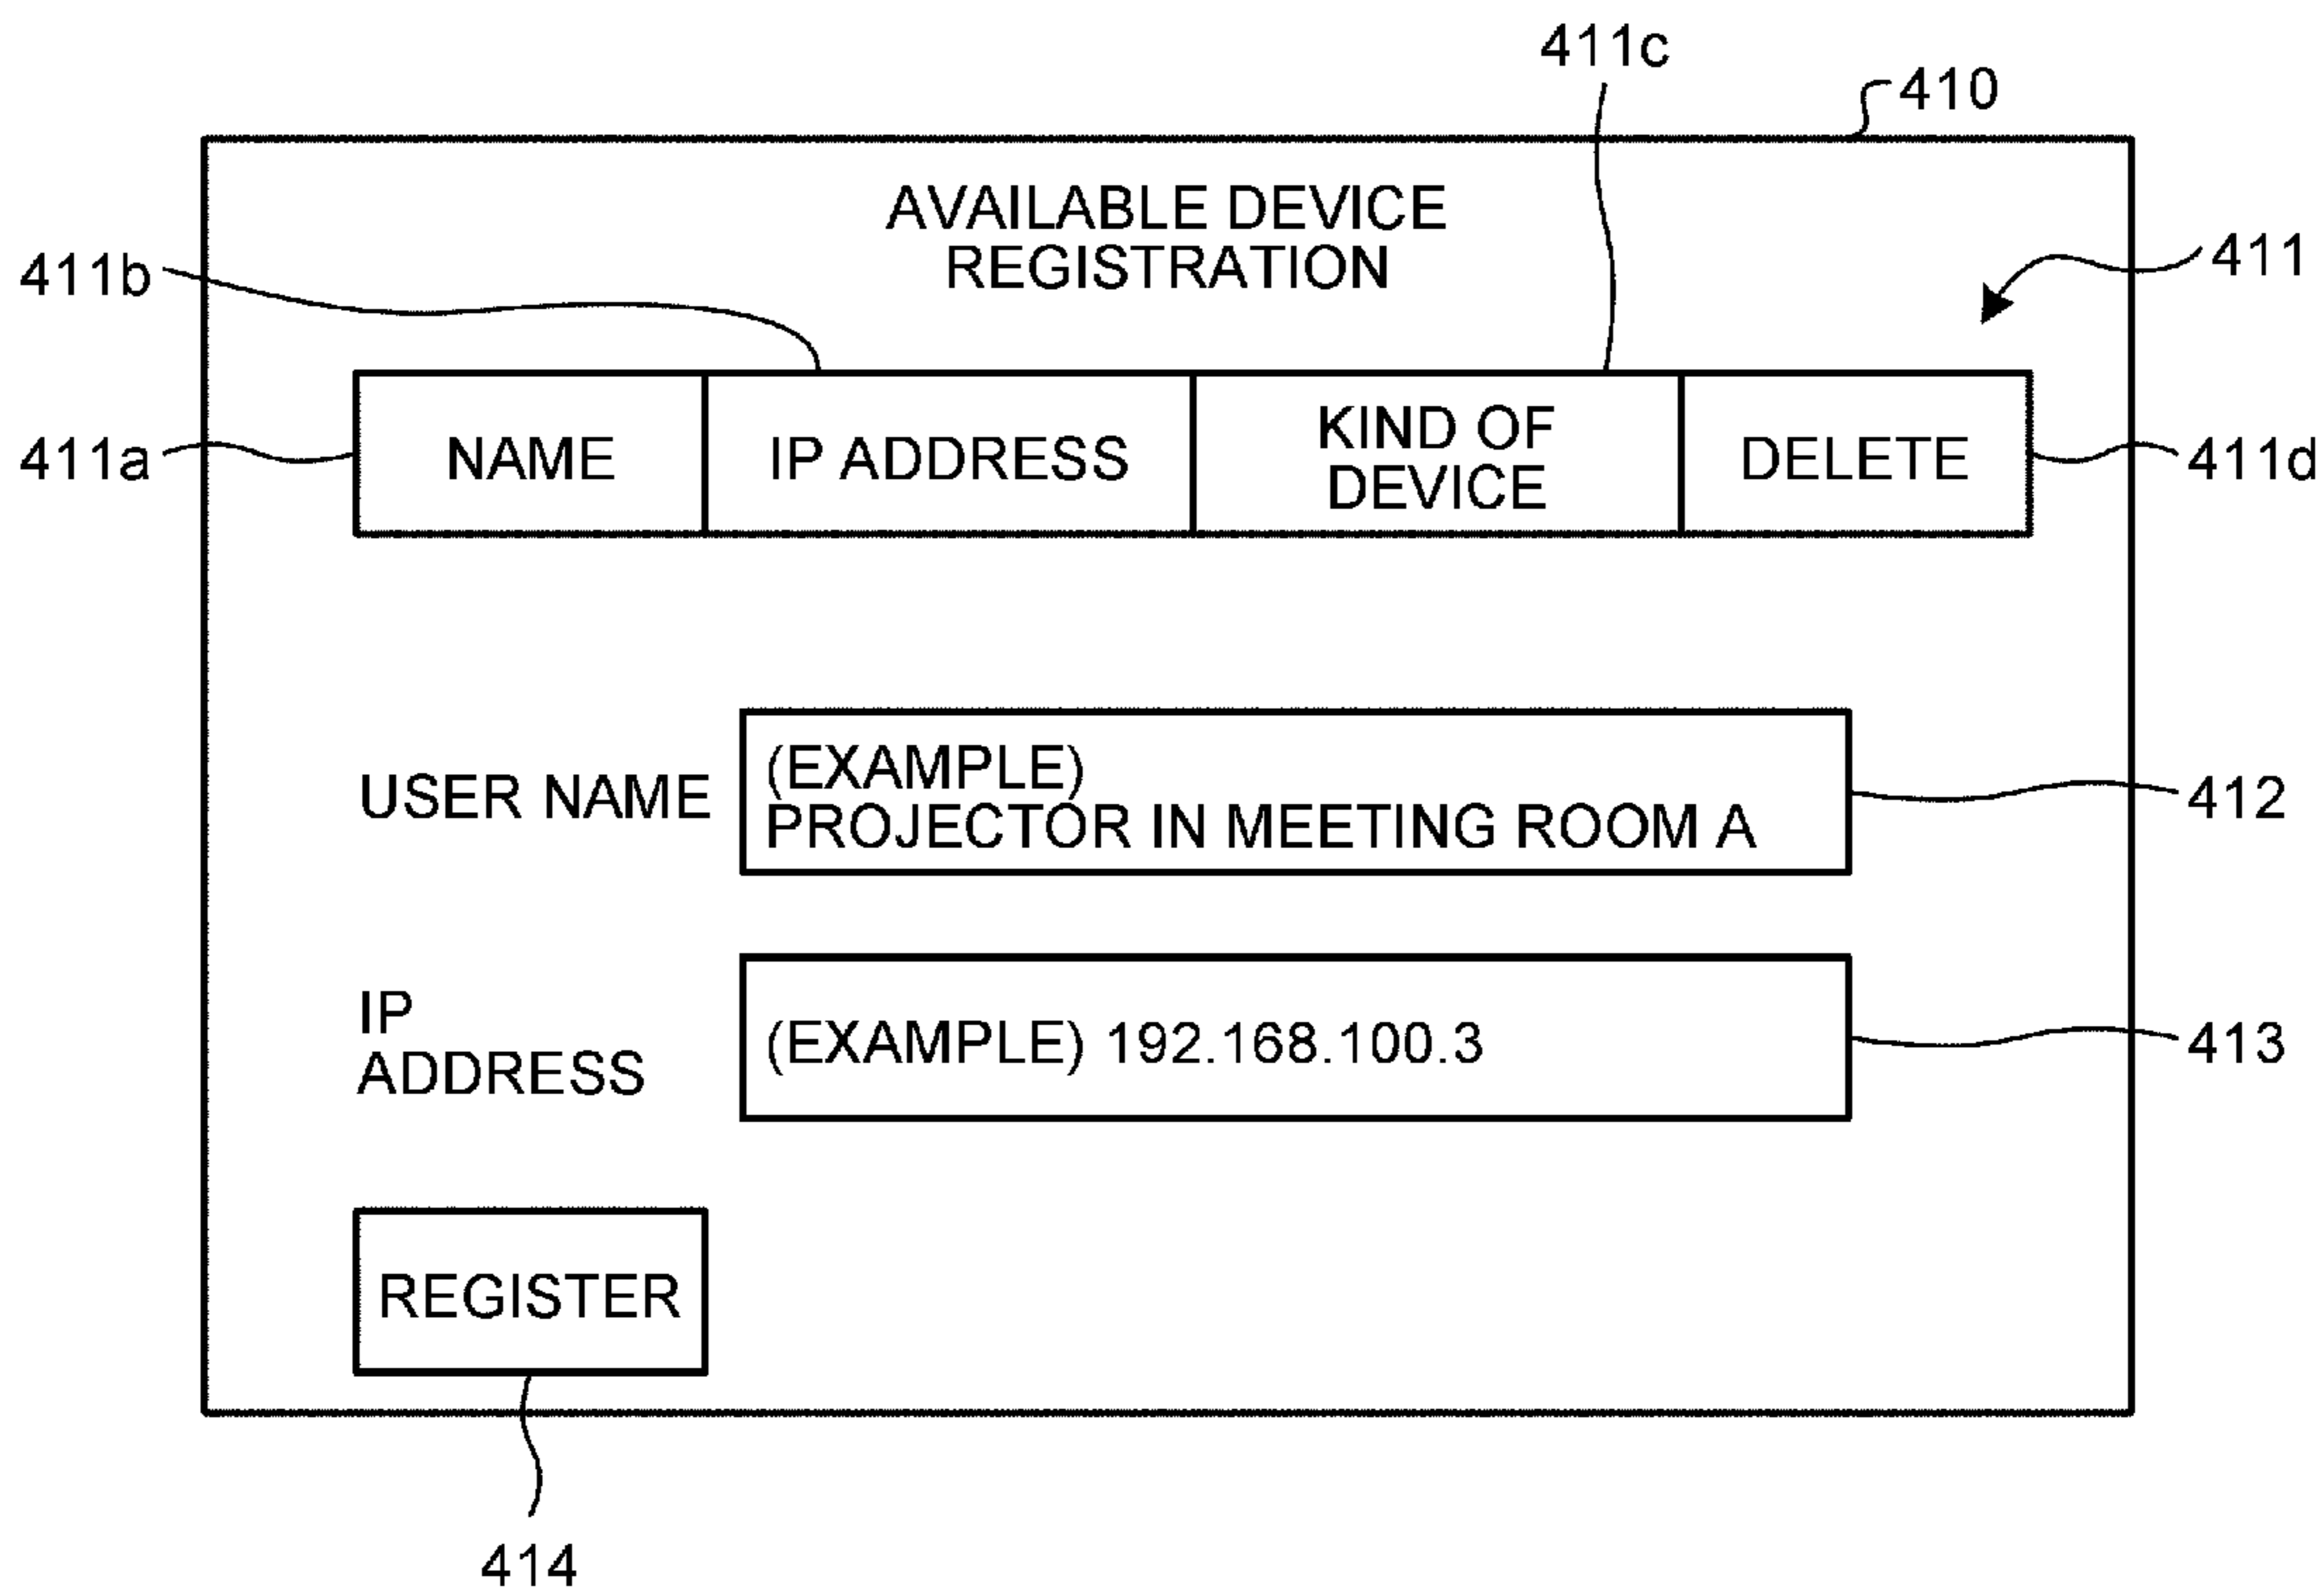 411c
410
AVAILABLE DEVICE
REGISTRATION
411b
411
411a
NAME
IP ADDRESS
KIND OF
DEVICE
DELETE
411d
USER NAME
(EXAMPLE)
PROJECTOR IN MEETING ROOM A
412
IP
ADDRESS
(EXAMPLE) 192.168.100.3
413
REGISTER
414